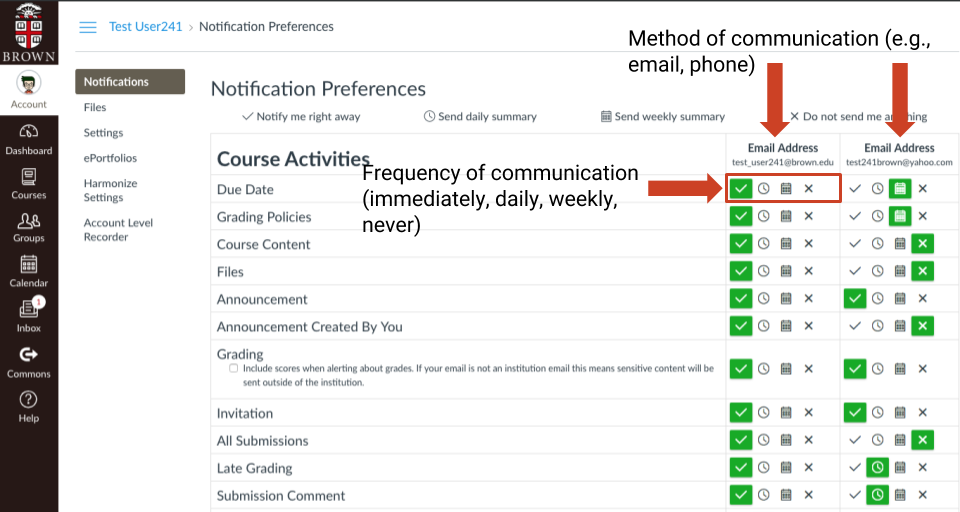 BROWN
Account
Dashboard
Courses
Groups
Calendar
1
Inbox
Commons
Help
Test User241 › Notification Preferences
Notifications
Files
Settings
ePortfolios
Harmonize
Settings
Account Level
Recorder
Method of communication (e.g.,
email, phone)
Notification Preferences
Notify me right away Send daily summary Send weekly summary Do not send me anything
Course Activities
Email Address
test_user241@brown.edu
Email Address
test241brown@yahoo.com
Frequency of communication
(immediately, daily, weekly,
never)
Due Date
Grading Policies
Course Content
Files
Announcement
Announcement Created By You
Grading
Include scores when alerting about grades. If your email is not an institution email this means sensitive content will be
sent outside of the institution.
Invitation
All Submissions
Late Grading
Submission Comment